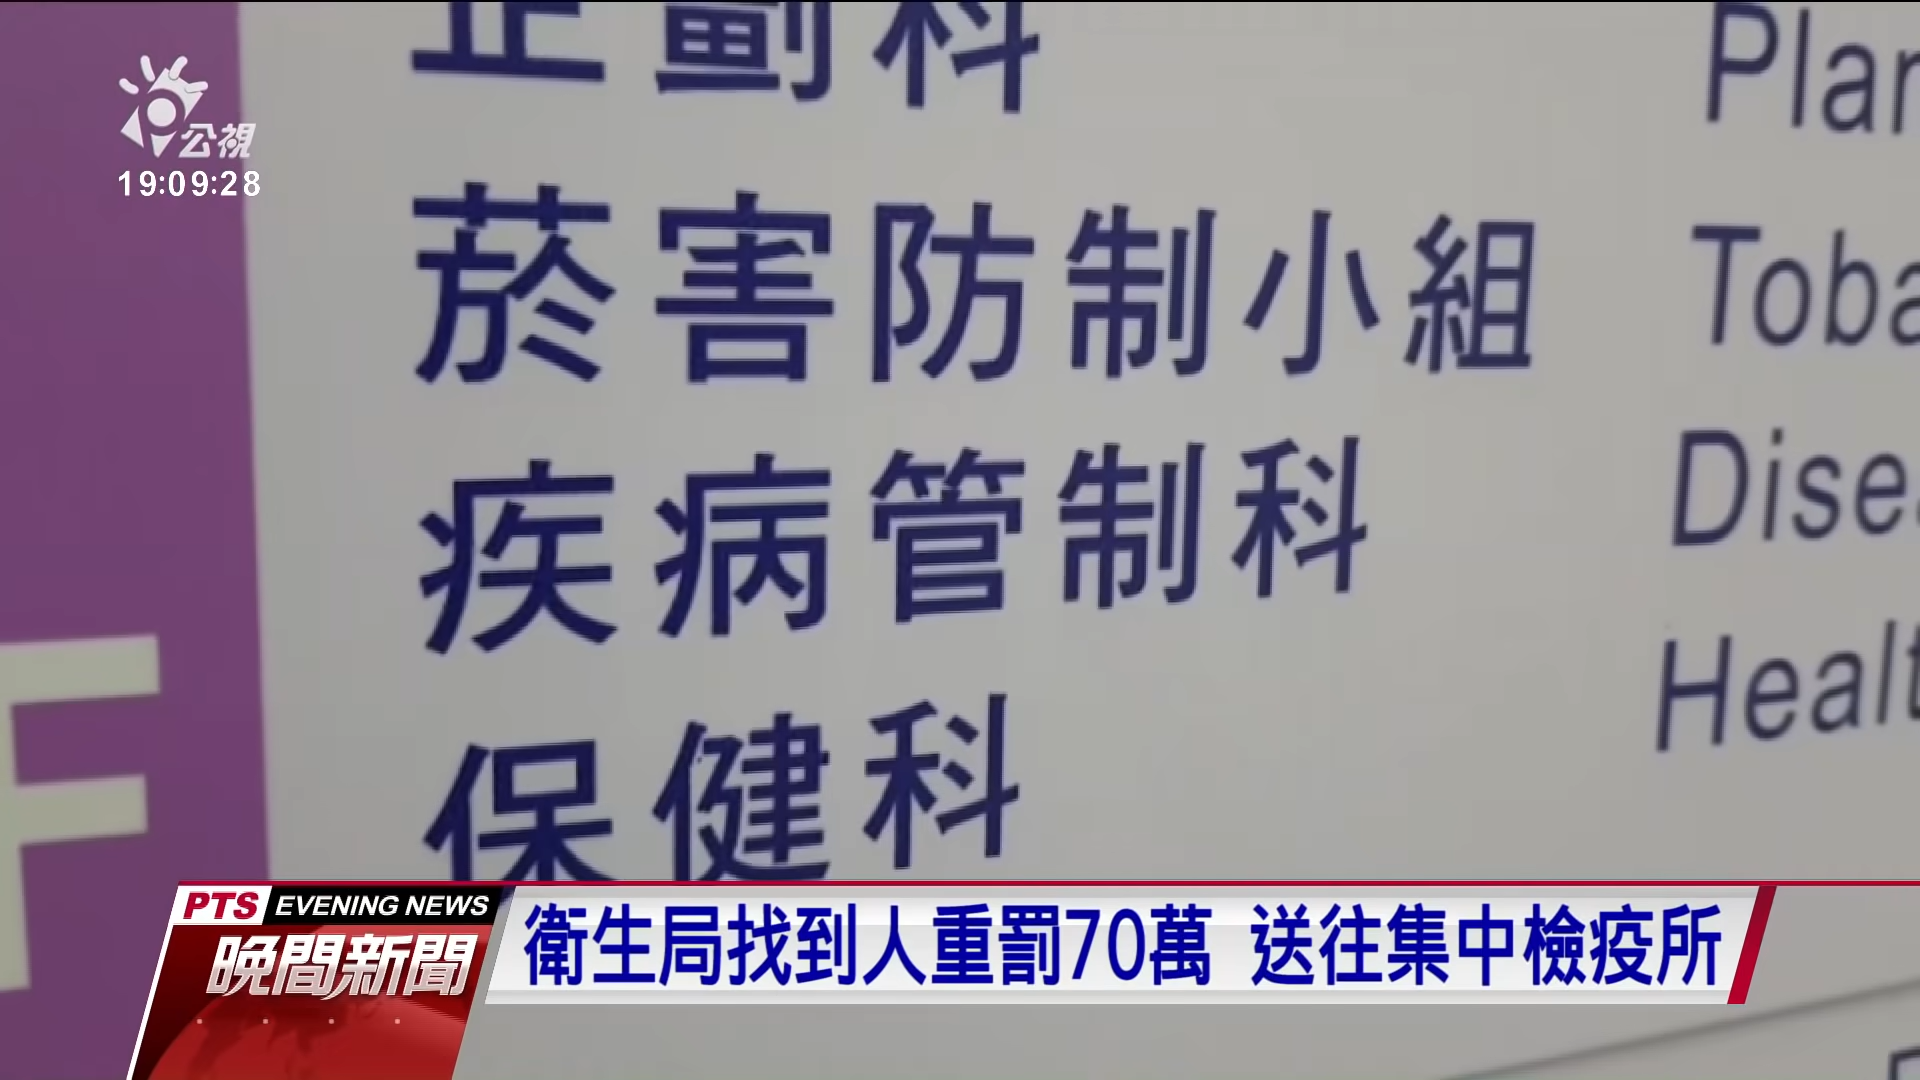 企劃科 Plan
公視
19:09:28
菸害防制小組 Toba
疾病管制科 Disea
保健科 Healt
F
PTS EVENING NEWS
晚間新聞
衛生局找到人重罰70萬 送往集中檢疫所